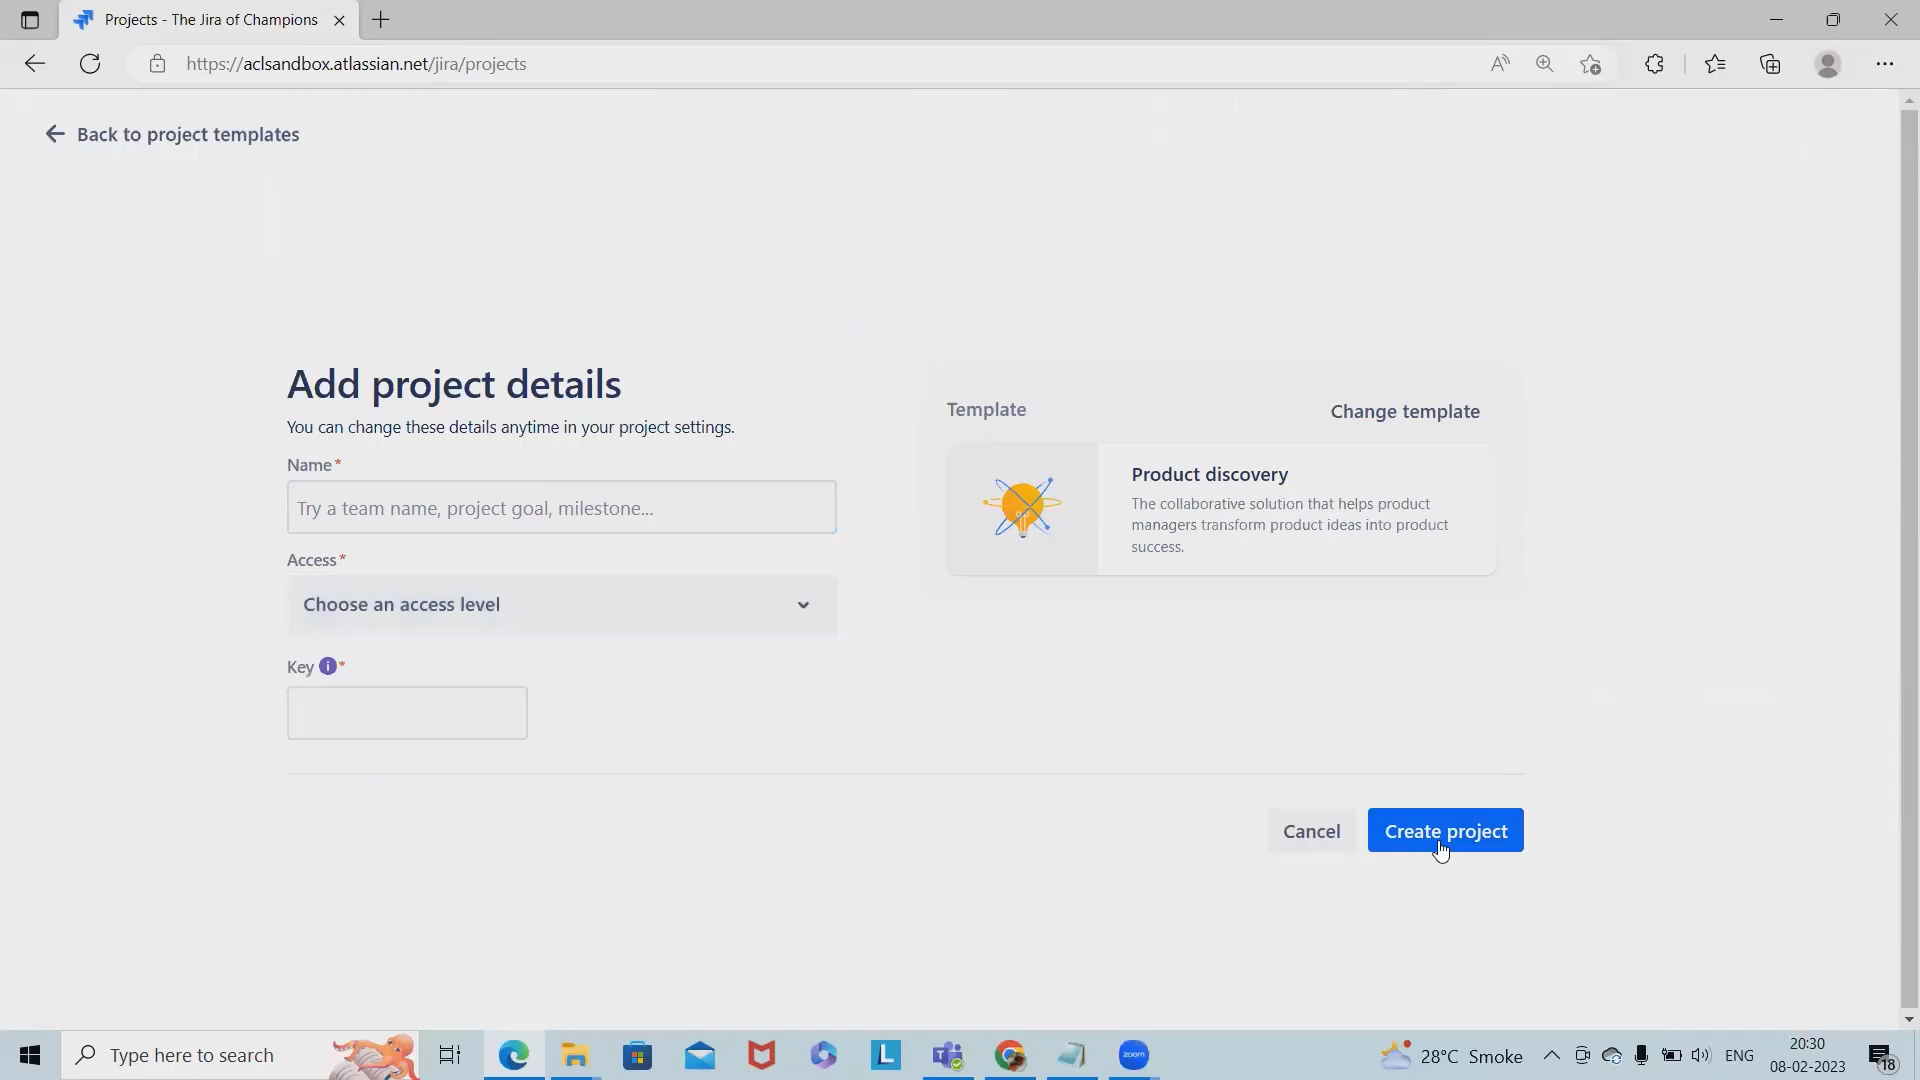 Projects - The Jira of Champions
https://aclsandbox.atlassian.net/jira/projects
Back to project templates
Add project details
You can change these details anytime in your project settings.
Name*
Try a team name, project goal, milestone...
Access*
Choose an access level
Key i*
Template
Change template
Product discovery
The collaborative solution that helps product
managers transform product ideas into product
success.
Cancel
Create project
Type here to search
L
T
zoom
28°C Smoke
ENG
20:30
08-02-2023
18